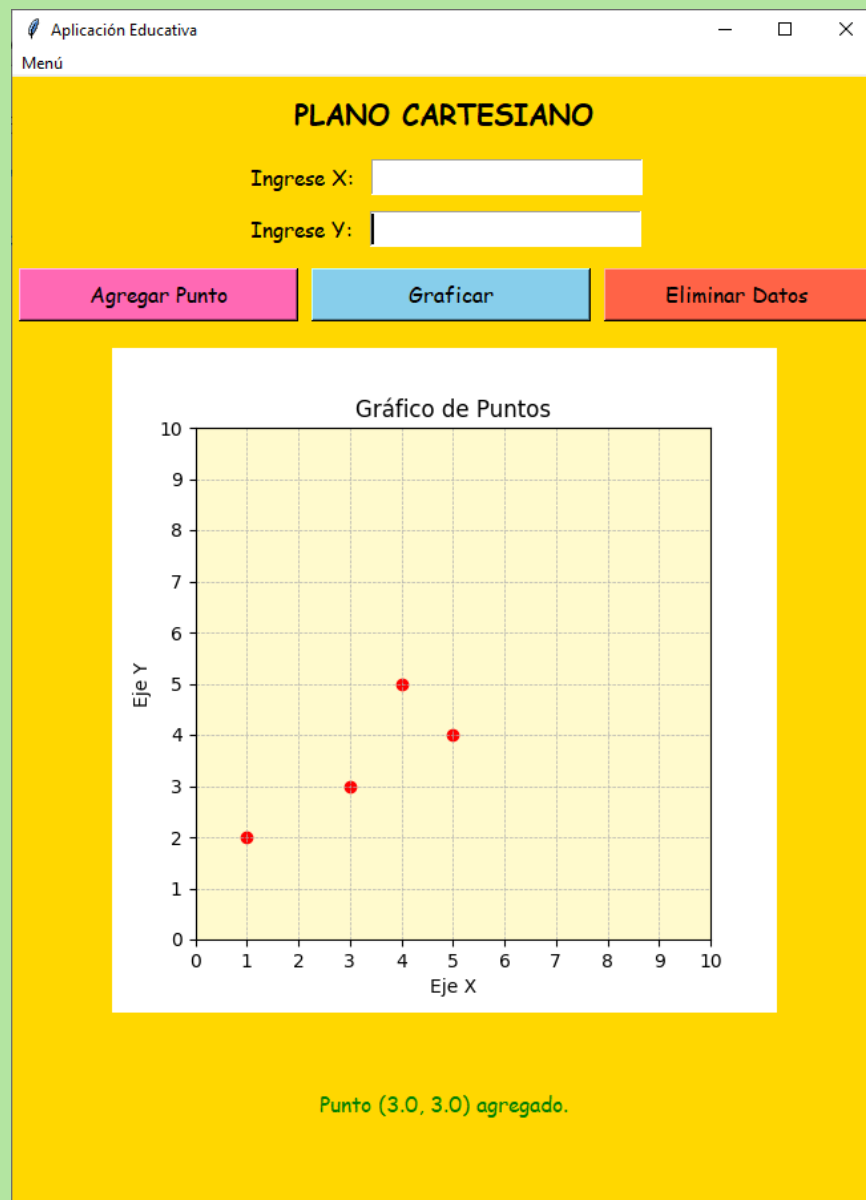 Aplicación Educativa
Menú
PLANO CARTESIANO
Ingrese X:
Ingrese Y:
Agregar Punto Graficar Eliminar Datos
Gráfico de Puntos
10
9
8
7
6
5
4
3
2
1
0
Eje Y
0 1 2 3 4 5 6 7 8 9 10
Eje X
Punto (3.0, 3.0) agregado.